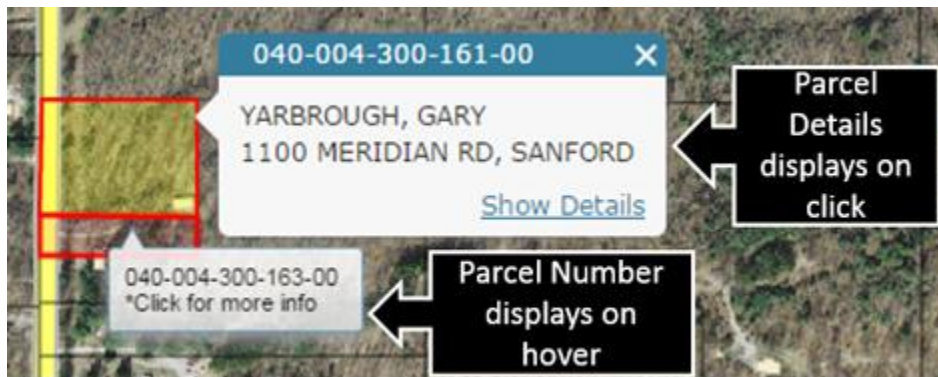 040-004-300-161-00 ×
YARBROUGH, GARY
1100 MERIDIAN RD, SANFORD
Show Details
Parcel
Details
displays on
click
040-004-300-163-00
*Click for more info
Parcel Number
displays on
hover